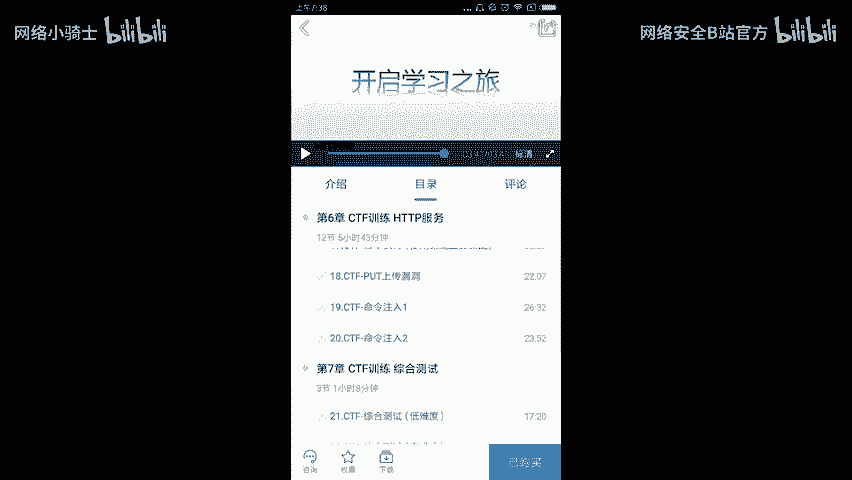 上午7:38
网络小骑士 bilibili
网络安全B站官方 bilibili
开启学习之旅
标清
介绍 目录 评论
第6章 CTF训练 HTTP服务
12节 5小时43分钟
18.CTF-PUT上传漏洞 22:07
19.CTF-命令注入1 26:32
20.CTF-命令注入2 23:52
第7章 CTF训练 综合测试
3节 1小时8分钟
21.CTF-综合测试（低难度） 17:20
咨询 收藏 下载 已购买